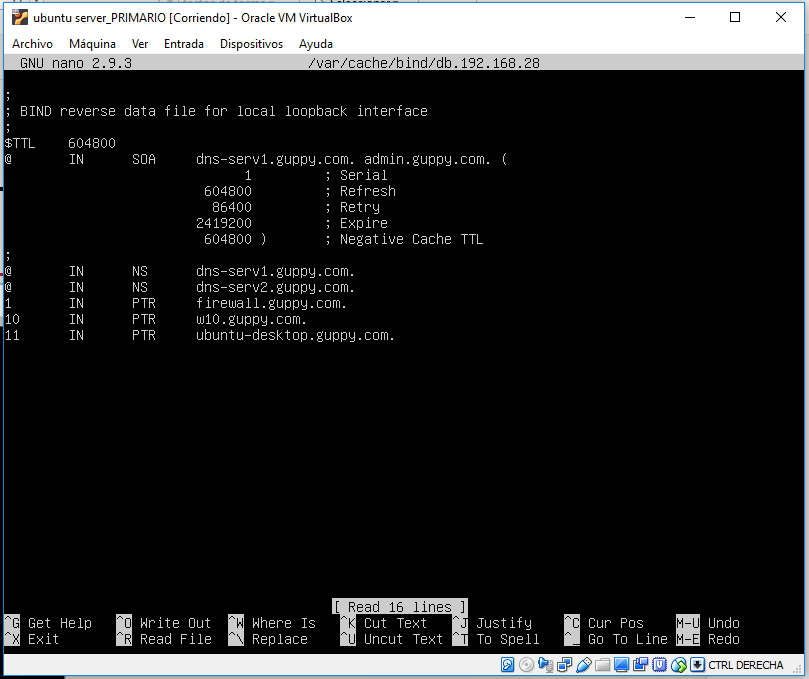 ubuntu server_PRIMARIO [Corriendo] - Oracle VM VirtualBox
Archivo Máquina Ver Entrada Dispositivos Ayuda
GNU nano 2.9.3 /var/cache/bind/db.192.168.28
;
; BIND reverse data file for local loopback interface
;
$TTL 604800
@ IN SOA dns-serv1.guppy.com. admin.guppy.com. (
1 ; Serial
604800 ; Refresh
86400 ; Retry
2419200 ; Expire
604800 ) ; Negative Cache TTL
;
@ IN NS dns-serv1.guppy.com.
@ IN NS dns-serv2.guppy.com.
1 IN PTR firewall.guppy.com.
10 IN PTR w10.guppy.com.
11 IN PTR ubuntu-desktop.guppy.com.
[ Read 16 lines ]
^G Get Help ^O Write Out ^W Where Is ^K Cut Text ^J Justify ^C Cur Pos M-U Undo
^X Exit ^R Read File ^\ Replace ^U Uncut Text ^T To Spell ^_ Go To Line M-E Redo
CTRL DERECHA